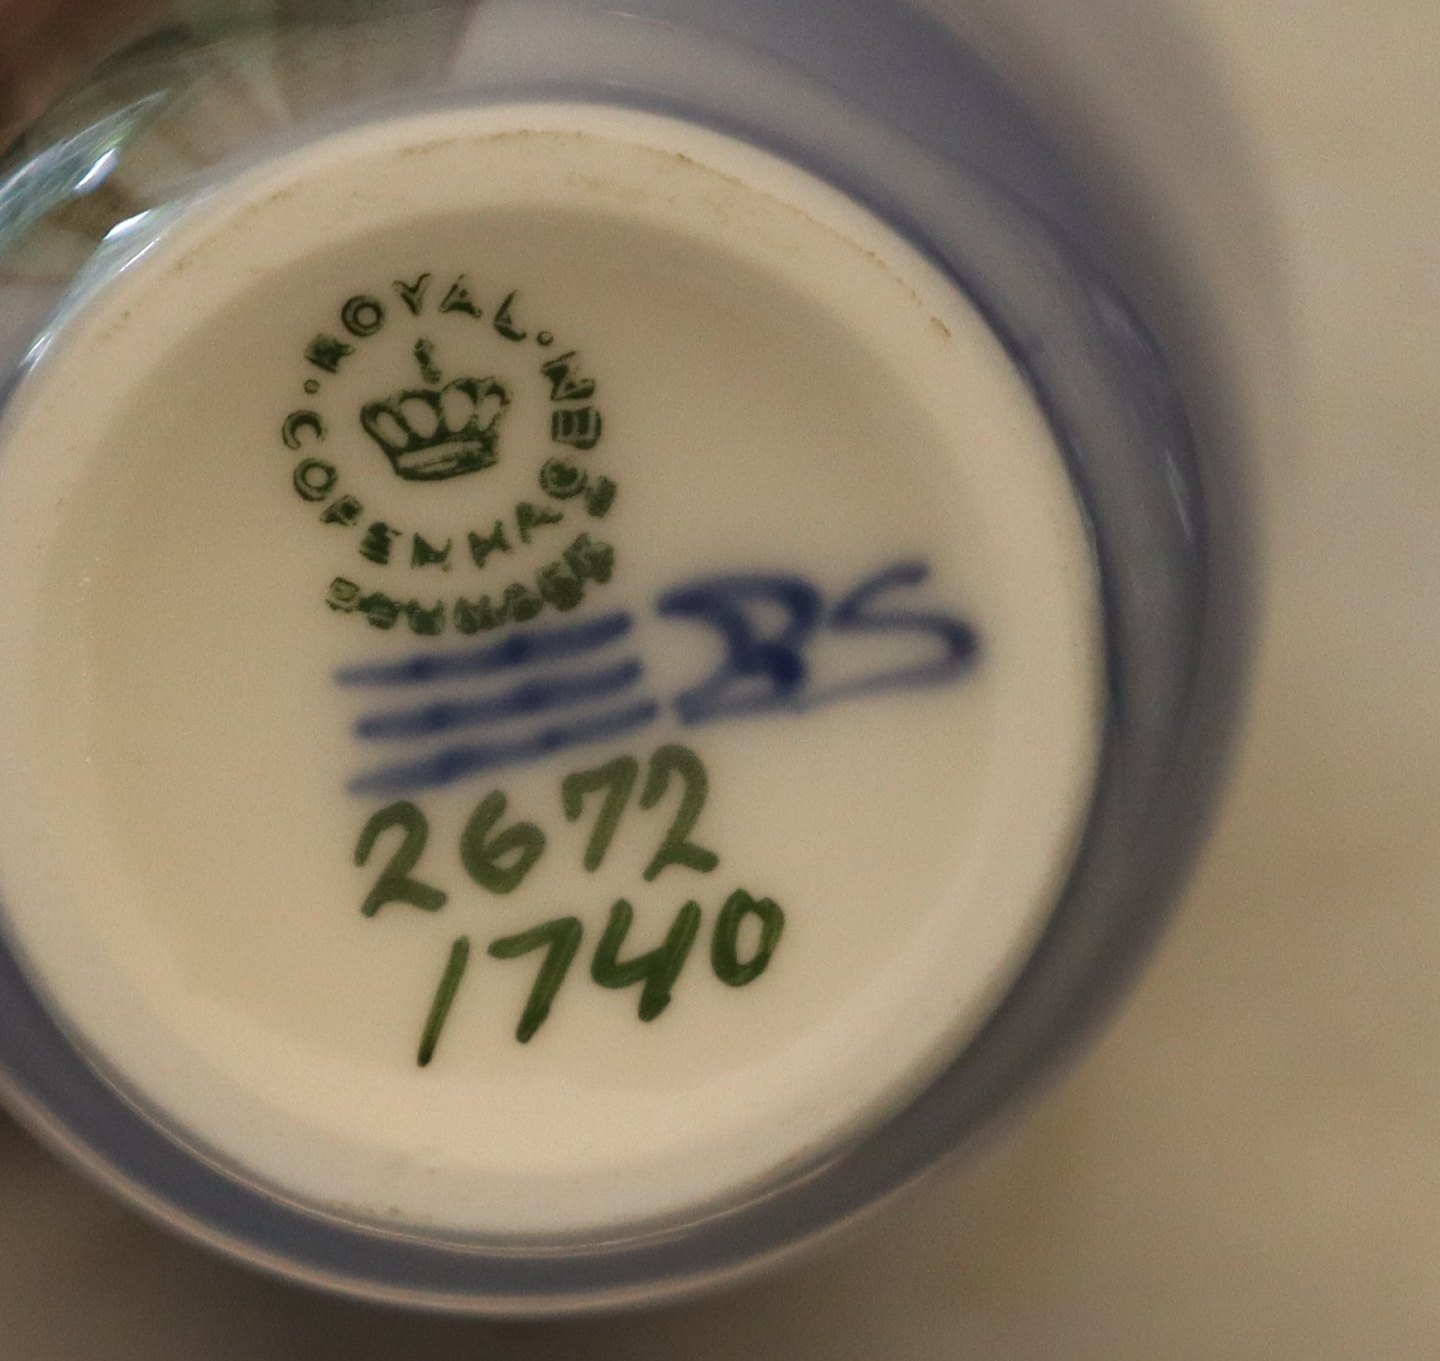 ROYAL
COPENHAGEN
DENMARK
2672
1740